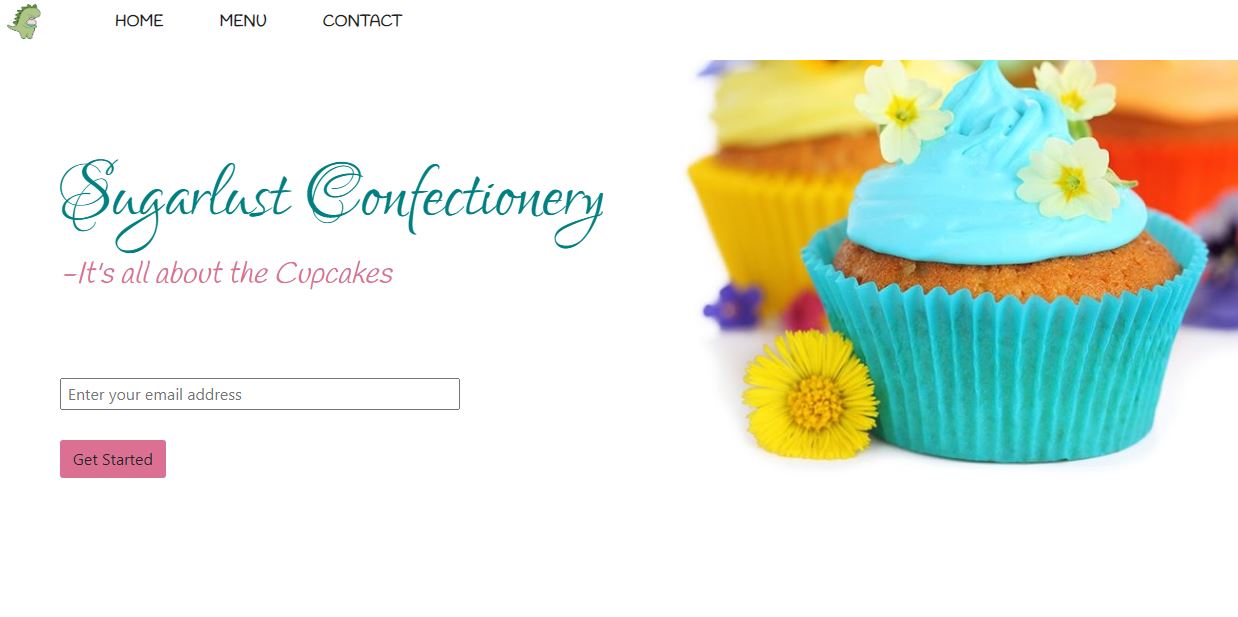 HOME MENU CONTACT
Sugarlust Confectionery
-It's all about the Cupcakes
Enter your email address
Get Started